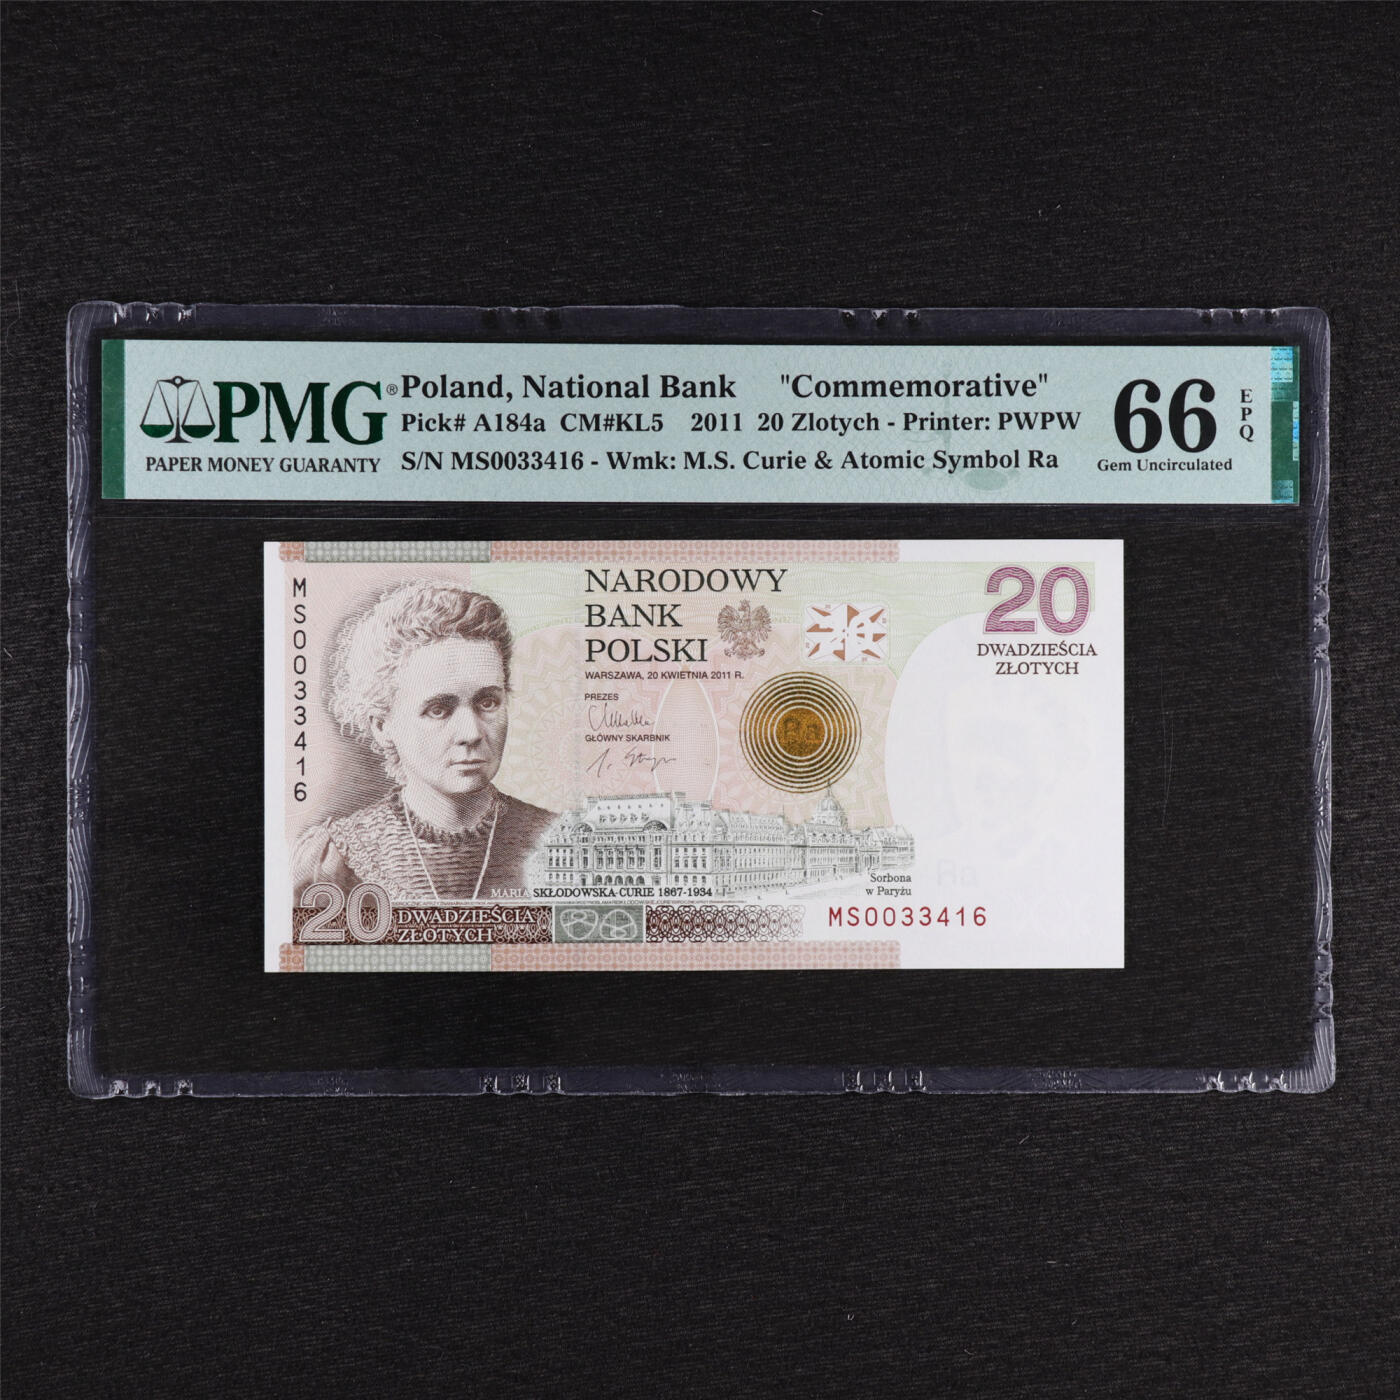 PMG®
PAPER MONEY GUARANTY
Poland, National Bank "Commemorative"
Pick# A184a CM#KL5 2011 20 Zlotych - Printer: PWPW
S/N MS0033416 - Wmk: M.S. Curie & Atomic Symbol Ra
66
EPQ
Gem Uncirculated
MS0033416
NARODOWY
BANK
POLSKI
WARSZAWA, 20 KWIETNIA 2011 R.
PREZES
GŁÓWNY SKARBNIK
Ra
20
DWADZIEŚCIA
ZŁOTYCH
Sorbona
w Paryżu
Ra
MARIA SKŁODOWSKA-CURIE 1867-1934
20 DWADZIEŚCIA
ZŁOTYCH
MS0033416